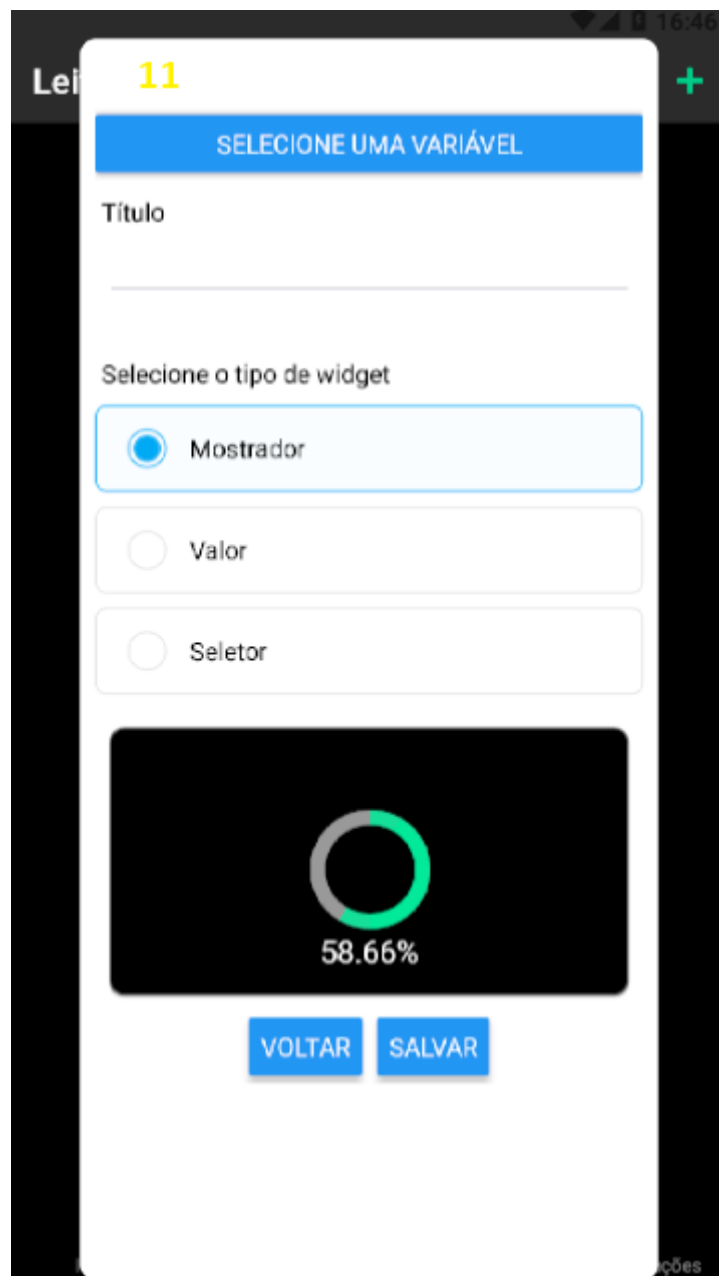 16:46
Lei
11
+
SELECIONE UMA VARIÁVEL
Título
Selecione o tipo de widget
Mostrador
Valor
Seletor
58.66%
VOLTAR SALVAR
ções